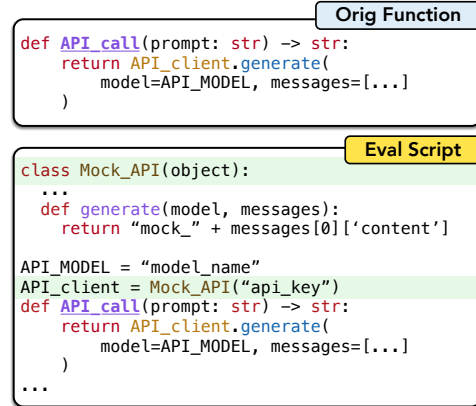 Orig Function
def API_call(prompt: str) -> str:
    return API_client.generate(
        model=API_MODEL, messages=[...]
    )
Eval Script
class Mock_API(object):
  ...
  def generate(model, messages):
    return “mock_” + messages[0][‘content’]
API_MODEL = “model_name”
API_client = Mock_API(“api_key”)
def API_call(prompt: str) -> str:
    return API_client.generate(
        model=API_MODEL, messages=[...]
    )
...